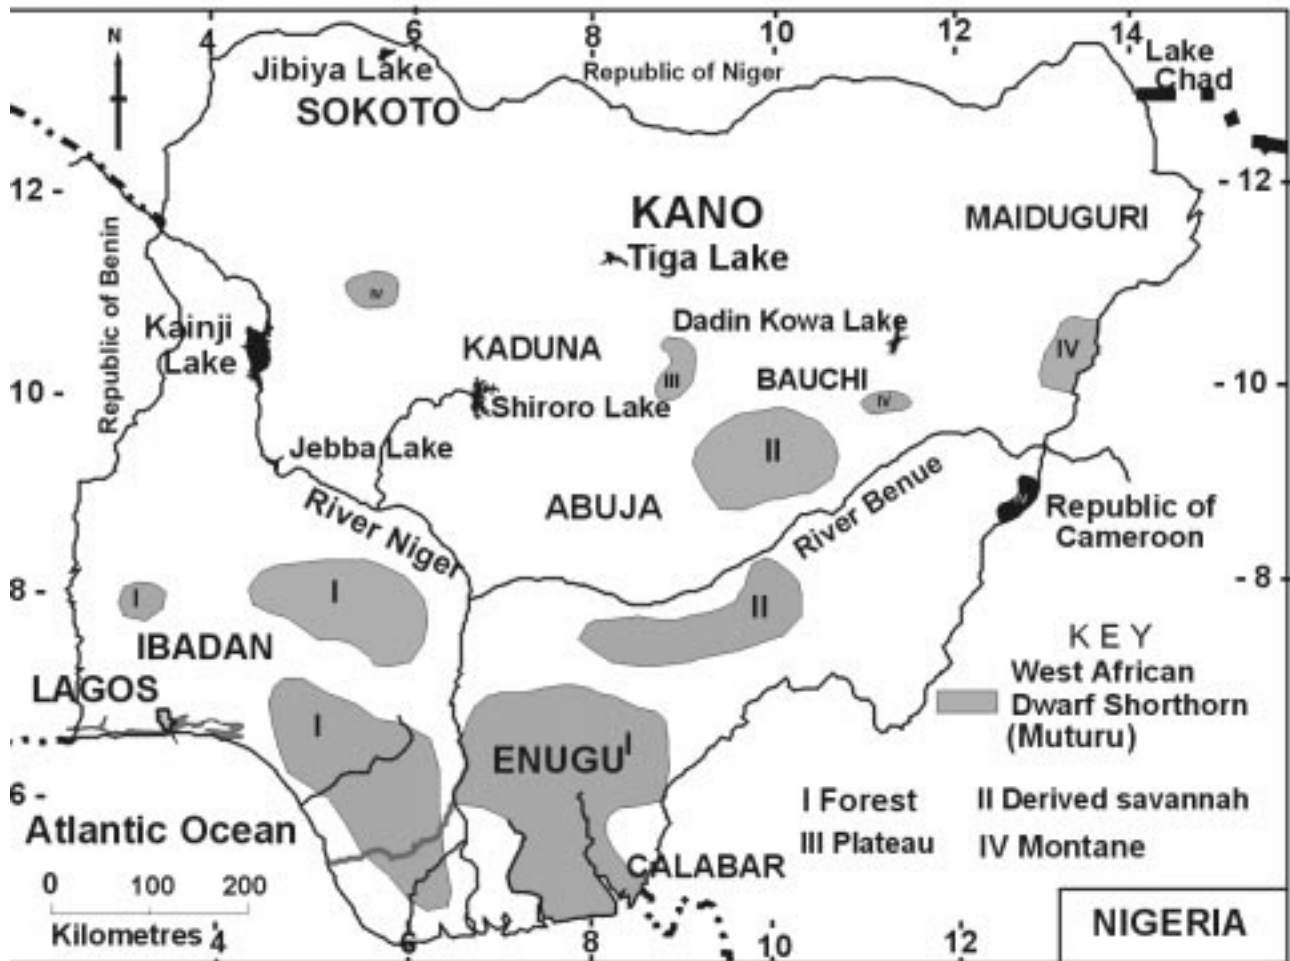 N
4
6
8
10
12
14
Jibiya Lake
Republic of Niger
Lake
Chad
SOKOTO
12 -
- 12
KANO
MAIDUGURI
Tiga Lake
Republic of Benin
IV
Kainji
Lake
Dadin Kowa Lake
KADUNA
IV
III
BAUCHI
10 -
- 10
Shiroro Lake
IV
Jebba Lake
II
River Niger
ABUJA
River Benue
IV
Republic of
Cameroon
8 -
- 8
I
I
II
IBADAN
KEY
West African
Dwarf Shorthorn
(Muturu)
LAGOS
I
ENUGU
I
6 -
I Forest
II Derived savannah
III Plateau
IV Montane
Atlantic Ocean
CALABAR
0 100 200
Kilometres
NIGERIA
4
6
8
10
12